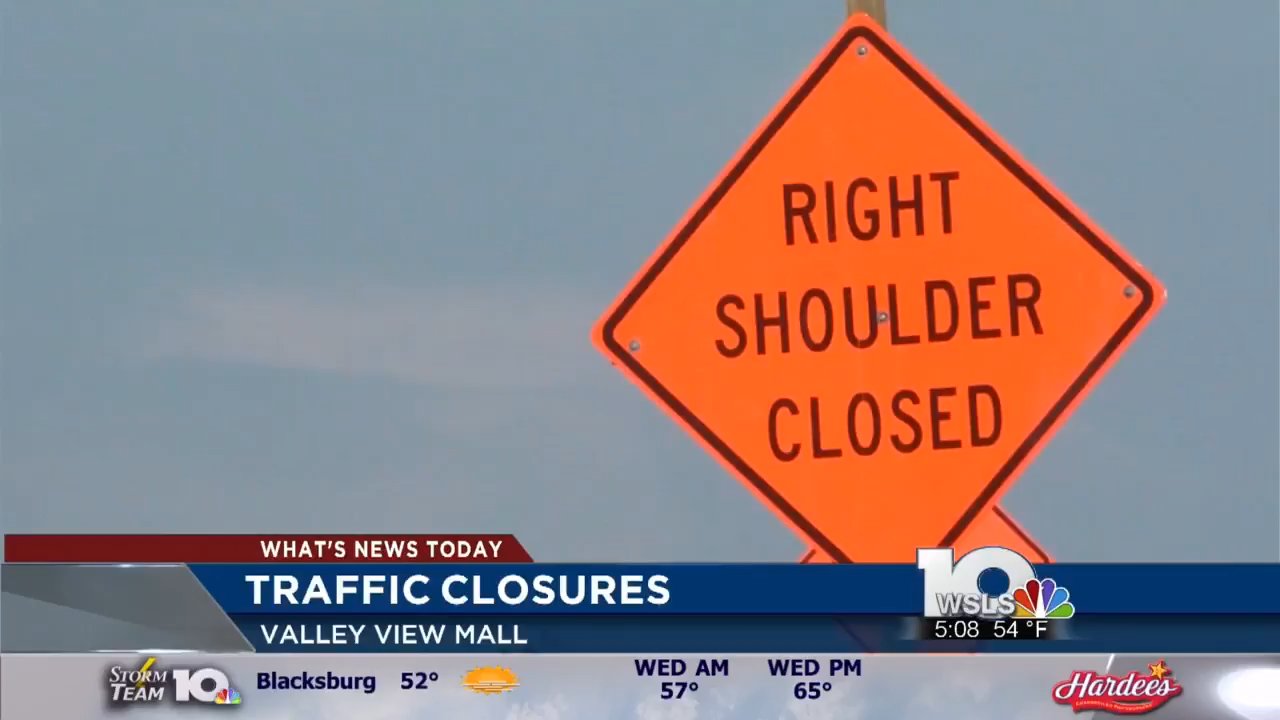 RIGHT
SHOULDER
CLOSED
WHAT'S NEWS TODAY
TRAFFIC CLOSURES
VALLEY VIEW MALL
10
WSLS
5:08 54 °F
STORM TEAM 10
Blacksburg 52°
WED AM
57°
WED PM
65°
Hardee's